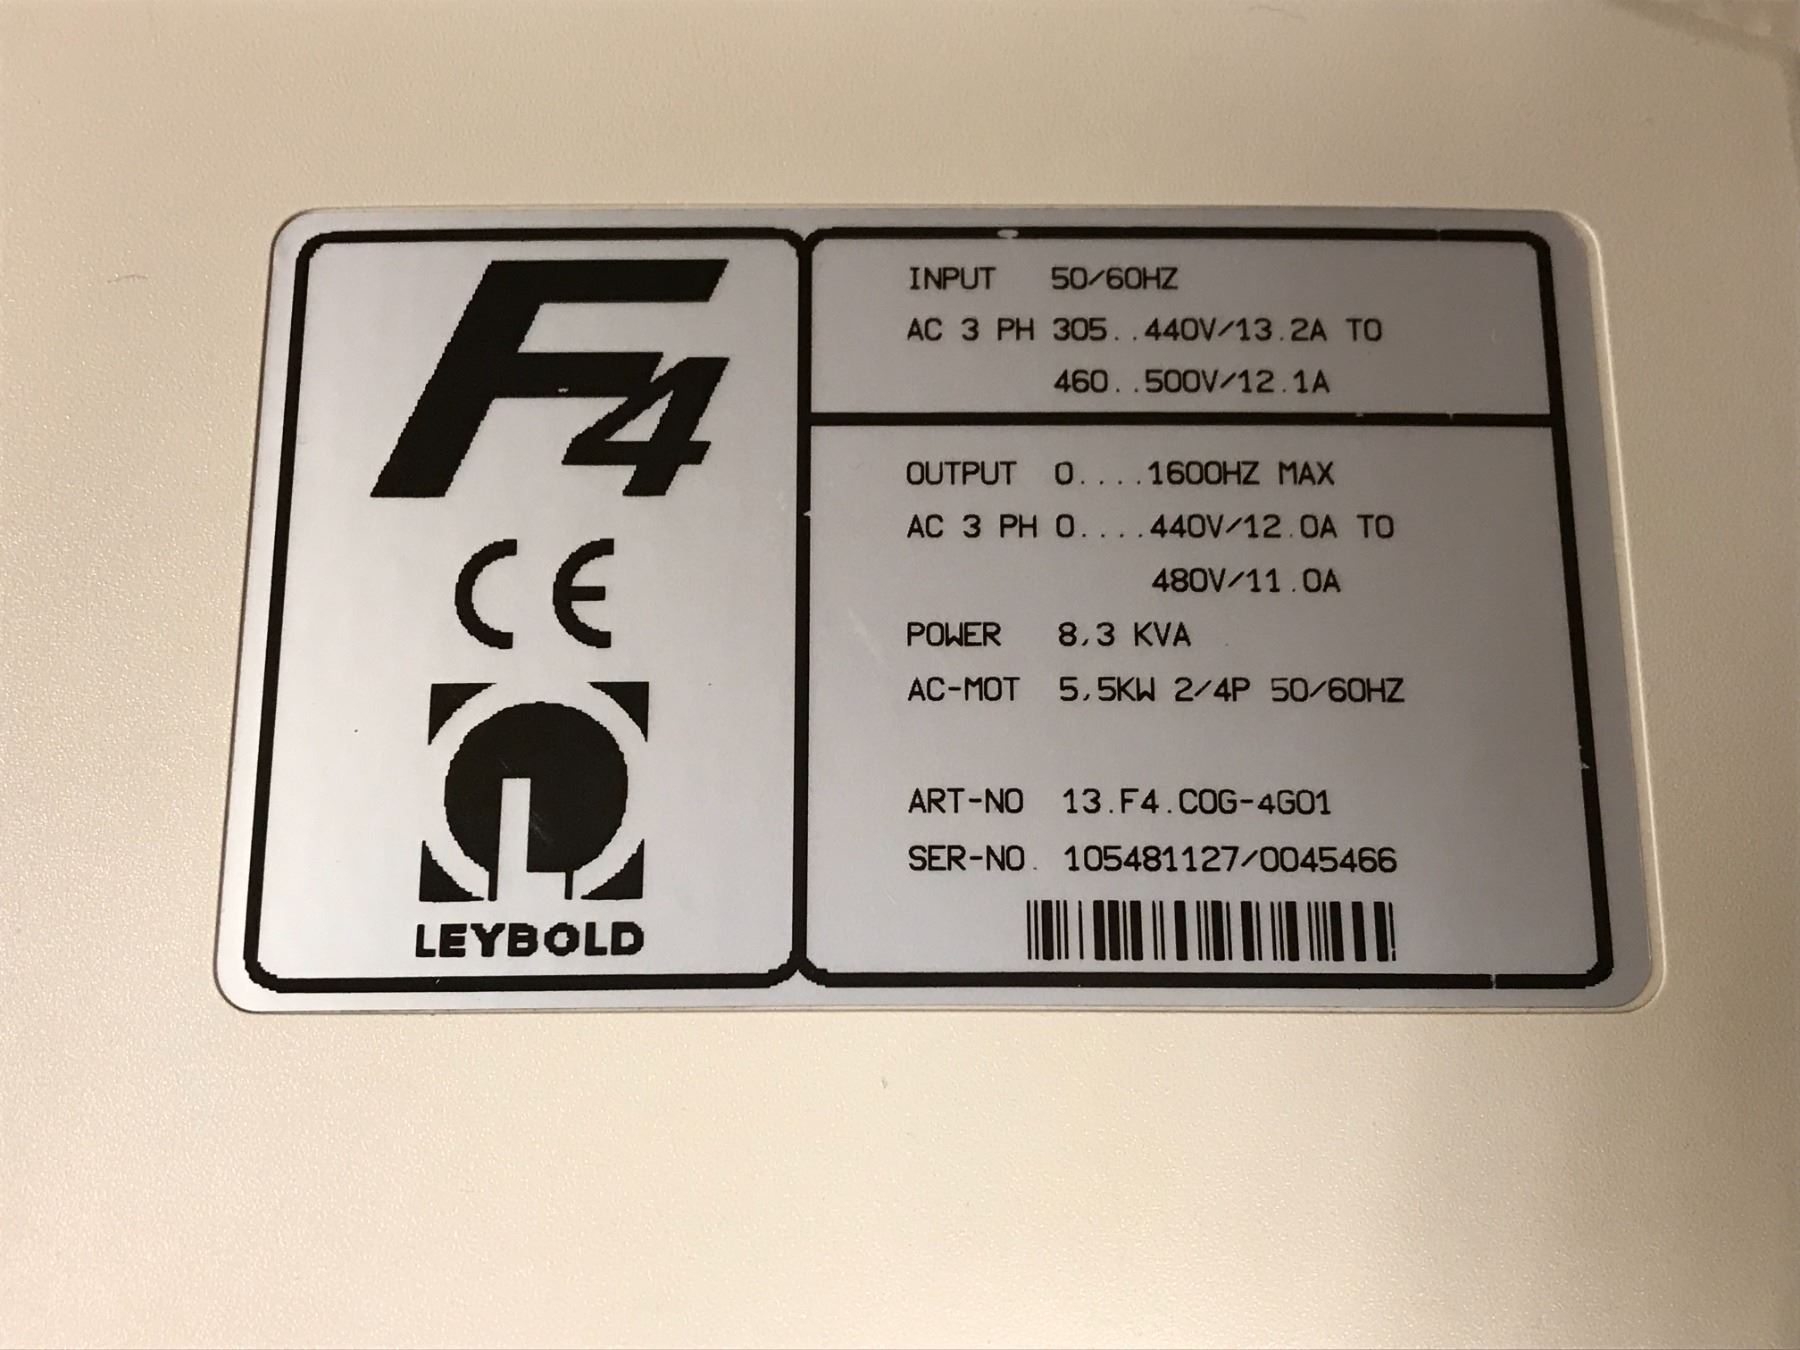 F4
CE
LEYBOLD
INPUT 50/60HZ
AC 3 PH 305..440V/13.2A TO
460..500V/12.1A
OUTPUT 0....1600HZ MAX
AC 3 PH 0....440V/12.0A TO
480V/11.0A
POWER 8,3 KVA
AC-MOT 5,5KW 2/4P 50/60HZ
ART-NO 13.F4.C0G-4G01
SER-NO. 105481127/0045466